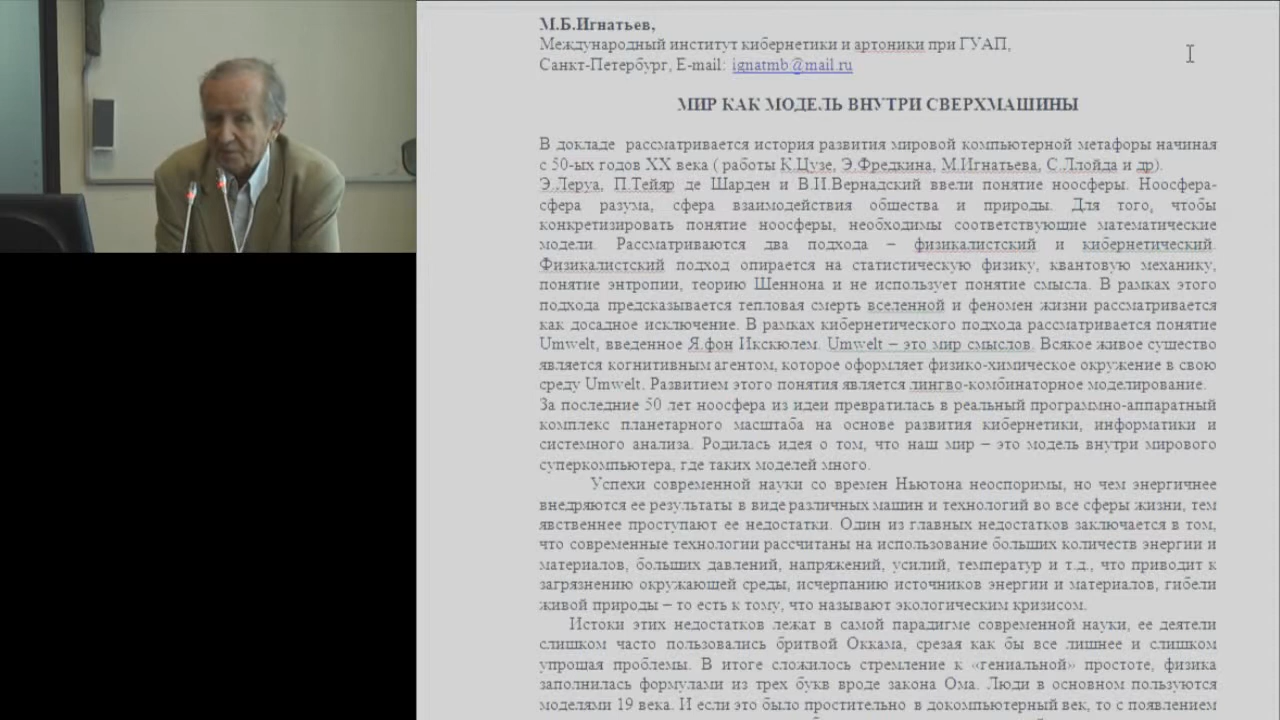 М.Б.Игнатьев,
Международный институт кибернетики и артоники при ГУАП,
Санкт-Петербург, E-mail: ignatmb@mail.ru
МИР КАК МОДЕЛЬ ВНУТРИ СВЕРХМАШИНЫ
В докладе рассматривается история развития мировой компьютерной метафоры начиная
с 50-ых годов XX века ( работы К.Цузе, Э.Фредкина, М.Игнатьева, С.Ллойда и др).
Э.Леруа, П.Тейяр де Шарден и В.И.Вернадский ввели понятие ноосферы. Ноосфера-
сфера разума, сфера взаимодействия общества и природы. Для того, чтобы
конкретизировать понятие ноосферы, необходимы соответствующие математические
модели. Рассматриваются два подхода – физикалистский и кибернетический.
Физикалистский подход опирается на статистическую физику, квантовую механику,
понятие энтропии, теорию Шеннона и не использует понятие смысла. В рамках этого
подхода предсказывается тепловая смерть вселенной и феномен жизни рассматривается
как досадное исключение. В рамках кибернетического подхода рассматривается понятие
Umwelt, введенное Я.фон Икскюлем. Umwelt – это мир смыслов. Всякое живое существо
является когнитивным агентом, которое оформляет физико-химическое окружение в свою
среду Umwelt. Развитием этого понятия является лингво-комбинаторное моделирование.
За последние 50 лет ноосфера из идеи превратилась в реальный программно-аппаратный
комплекс планетарного масштаба на основе развития кибернетики, информатики и
системного анализа. Родилась идея о том, что наш мир – это модель внутри мирового
суперкомпьютера, где таких моделей много.
Успехи современной науки со времен Ньютона неоспоримы, но чем энергичнее
внедряются ее результаты в виде различных машин и технологий во все сферы жизни, тем
явственнее проступают ее недостатки. Один из главных недостатков заключается в том,
что современные технологии рассчитаны на использование больших количеств энергии и
материалов, больших давлений, напряжений, усилий, температур и т.д., что приводит к
загрязнению окружающей среды, исчерпанию источников энергии и материалов, гибели
живой природы – то есть к тому, что называют экологическим кризисом.
Истоки этих недостатков лежат в самой парадигме современной науки, ее деятели
слишком часто пользовались бритвой Оккама, срезая как бы все лишнее и слишком
упрощая проблемы. В итоге сложилось стремление к «гениальной» простоте, физика
заполнилась формулами из трех букв вроде закона Ома. Люди в основном пользуются
моделями 19 века. И если это было простительно в докомпьютерный век, то с появлением